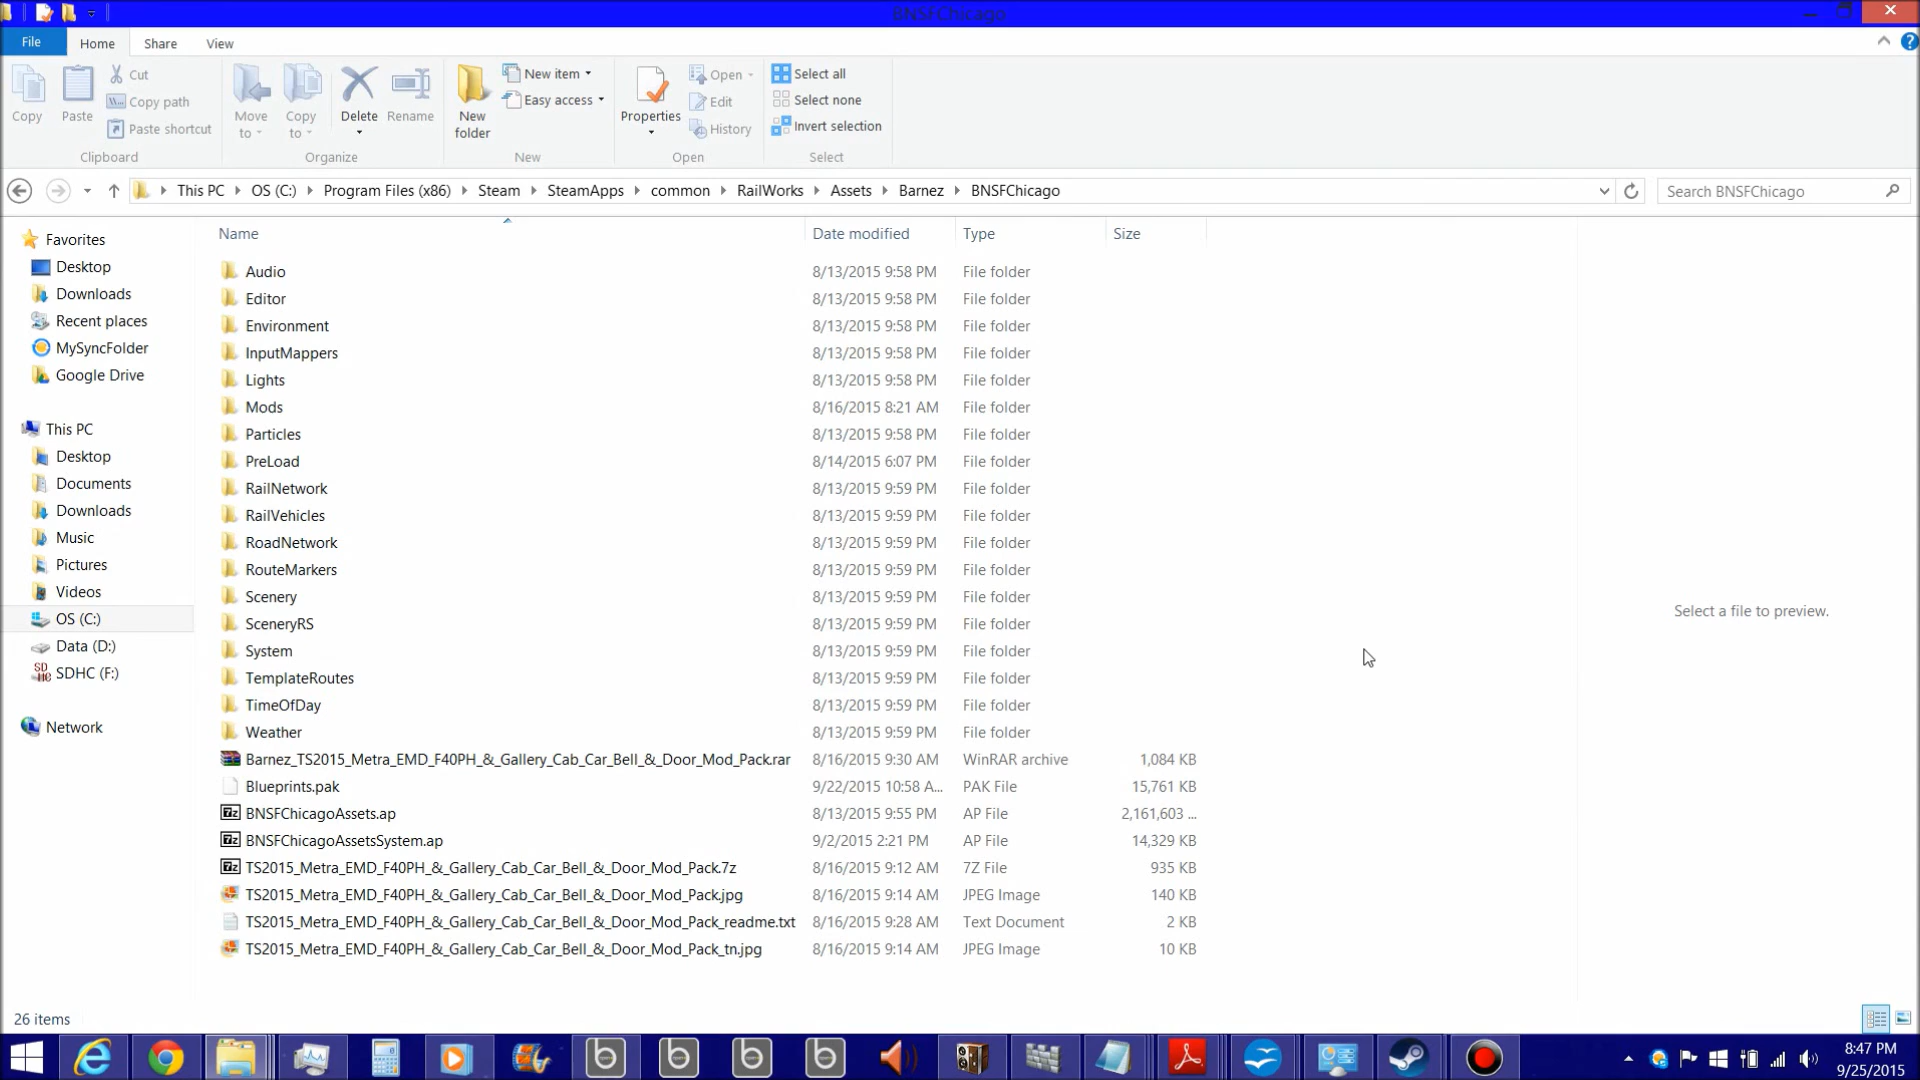 BNSFChicago
File Home Share View
Copy Paste Cut Copy path Paste shortcut
Clipboard
Move to Copy to Delete Rename
Organize
New folder New item Easy access
New
Properties Open Edit History
Open
Select all Select none Invert selection
Select
This PC OS (C:) Program Files (x86) Steam SteamApps common RailWorks Assets Barnez BNSFChicago Search BNSFChicago
Favorites
Desktop
Downloads
Recent places
MySyncFolder
Google Drive
This PC
Desktop
Documents
Downloads
Music
Pictures
Videos
OS (C:)
Data (D:)
SDHC (F:)
Network
Name Date modified Type Size
Audio 8/13/2015 9:58 PM File folder
Editor 8/13/2015 9:58 PM File folder
Environment 8/13/2015 9:58 PM File folder
InputMappers 8/13/2015 9:58 PM File folder
Lights 8/13/2015 9:58 PM File folder
Mods 8/16/2015 8:21 AM File folder
Particles 8/13/2015 9:58 PM File folder
PreLoad 8/14/2015 6:07 PM File folder
RailNetwork 8/13/2015 9:59 PM File folder
RailVehicles 8/13/2015 9:59 PM File folder
RoadNetwork 8/13/2015 9:59 PM File folder
RouteMarkers 8/13/2015 9:59 PM File folder
Scenery 8/13/2015 9:59 PM File folder
SceneryRS 8/13/2015 9:59 PM File folder
System 8/13/2015 9:59 PM File folder
TemplateRoutes 8/13/2015 9:59 PM File folder
TimeOfDay 8/13/2015 9:59 PM File folder
Weather 8/13/2015 9:59 PM File folder
Barnez_TS2015_Metra_EMD_F40PH_&_Gallery_Cab_Car_Bell_&_Door_Mod_Pack.rar 8/16/2015 9:30 AM WinRAR archive 1,084 KB
Blueprints.pak 9/22/2015 10:58 A... PAK File 15,761 KB
BNSFChicagoAssets.ap 8/13/2015 9:55 PM AP File 2,161,603 ...
BNSFChicagoAssetsSystem.ap 9/2/2015 2:21 PM AP File 14,329 KB
TS2015_Metra_EMD_F40PH_&_Gallery_Cab_Car_Bell_&_Door_Mod_Pack.7z 8/16/2015 9:12 AM 7Z File 935 KB
TS2015_Metra_EMD_F40PH_&_Gallery_Cab_Car_Bell_&_Door_Mod_Pack.jpg 8/16/2015 9:14 AM JPEG Image 140 KB
TS2015_Metra_EMD_F40PH_&_Gallery_Cab_Car_Bell_&_Door_Mod_Pack_readme.txt 8/16/2015 9:28 AM Text Document 2 KB
TS2015_Metra_EMD_F40PH_&_Gallery_Cab_Car_Bell_&_Door_Mod_Pack_tn.jpg 8/16/2015 9:14 AM JPEG Image 10 KB
Select a file to preview.
26 items
8:47 PM
9/25/2015